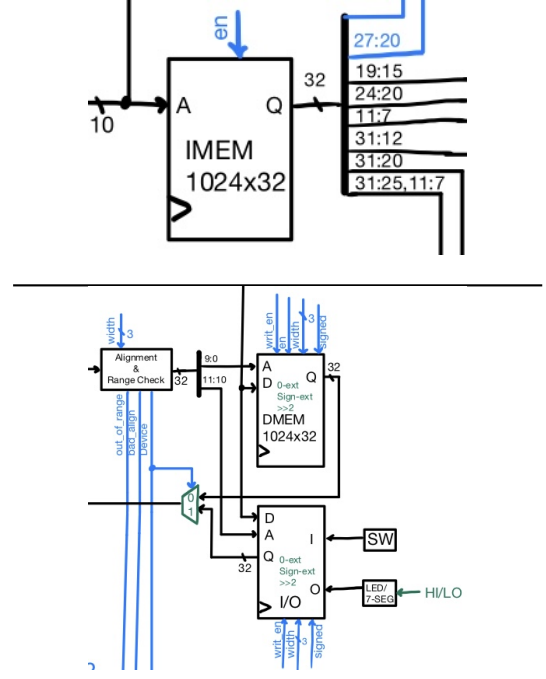 en
27:20
19:15
24:20
11:7
31:12
31:20
31:25,11:7
32
10
A
Q
IMEM
1024x32
width
3
Alignment
&
Range Check
32
9:0
11:10
out_of_range
bad_align
Device
writ_en
en
width
3
signed
A
D
Q
32
0-ext
Sign-ext
>>2
DMEM
1024x32
0
1
D
A
Q
32
I
O
0-ext
Sign-ext
>>2
I/O
SW
LED/
7-SEG
HI/LO
writ_en
width
3
signed